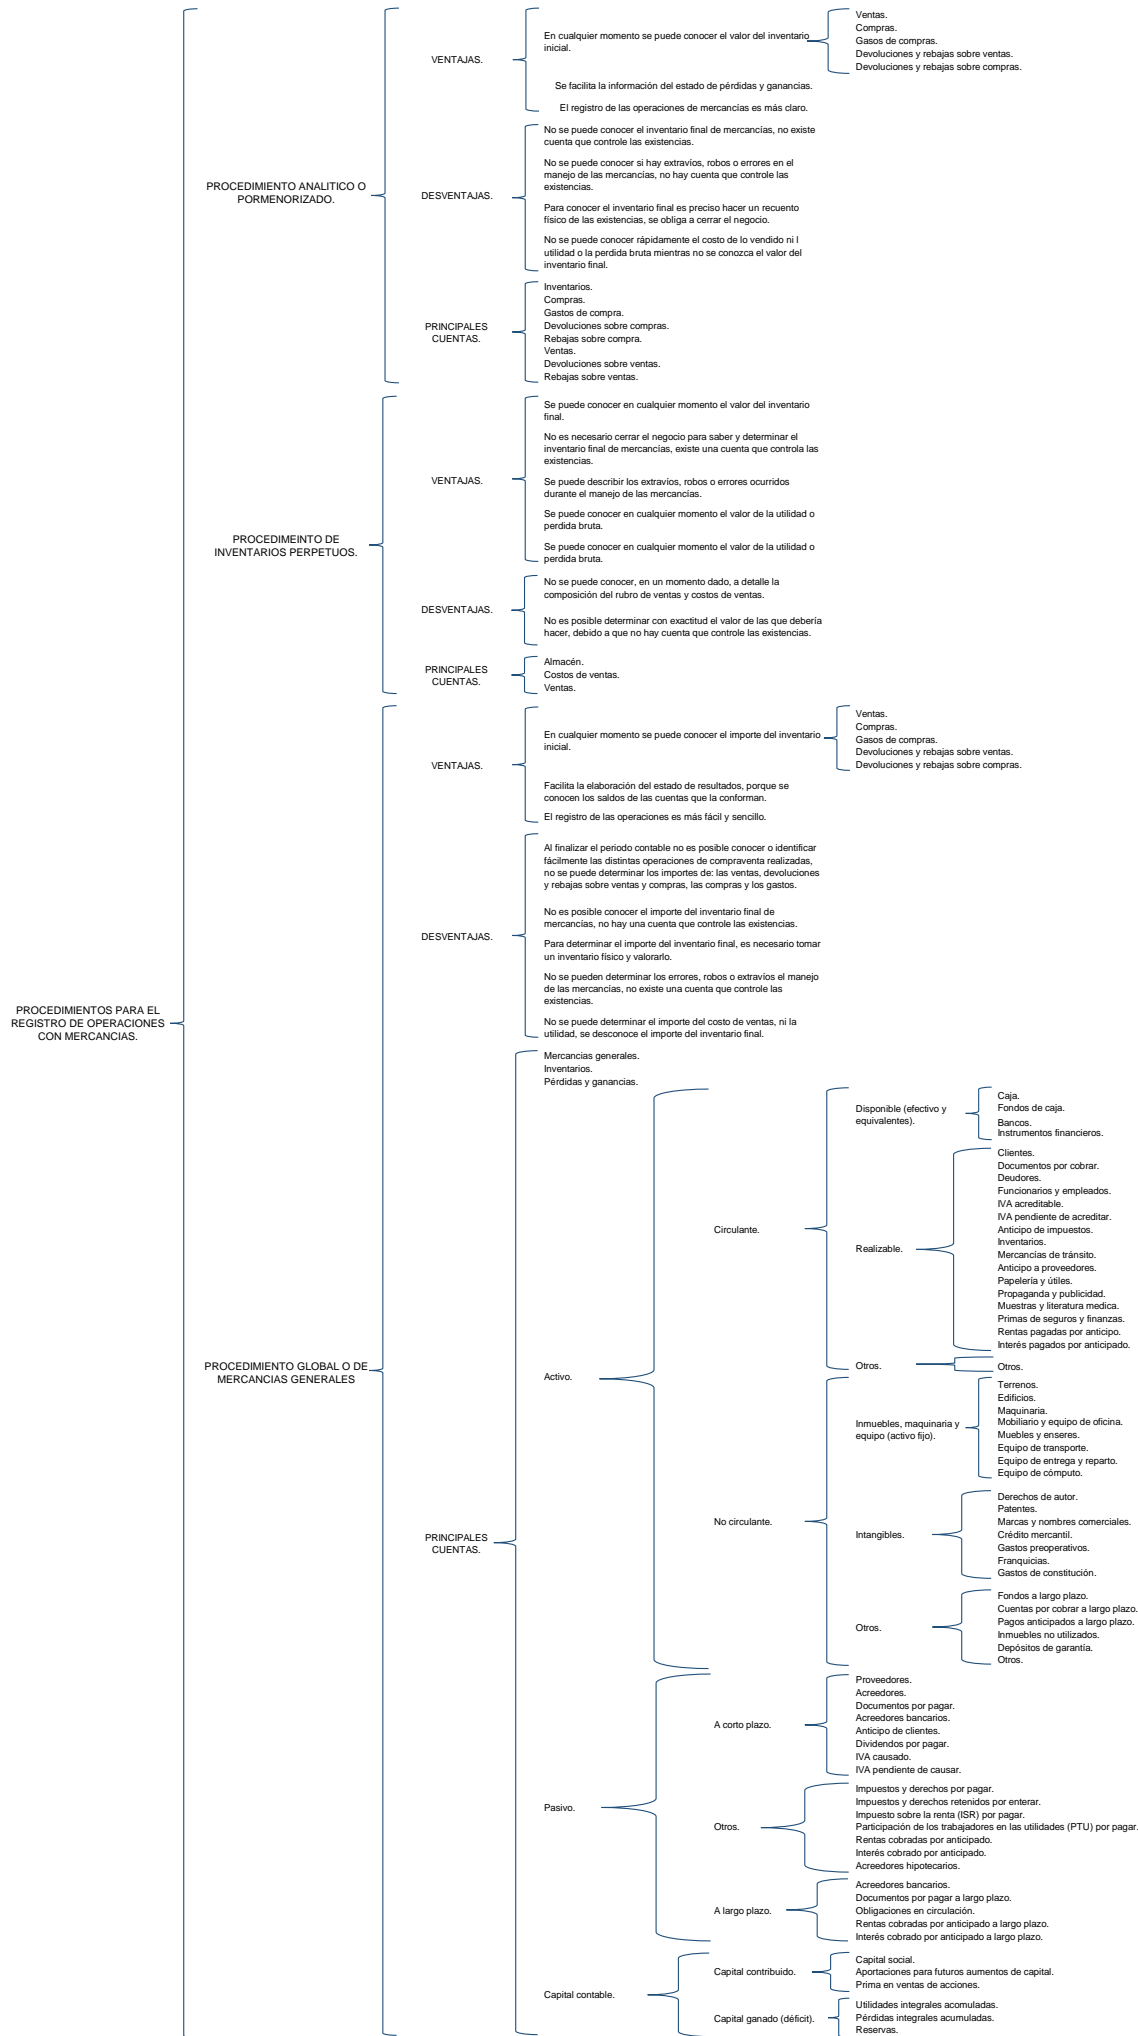 PROCEDIMIENTOS PARA EL
REGISTRO DE OPERACIONES
CON MERCANCIAS.
PROCEDIMIENTO ANALITICO O
PORMENORIZADO.
VENTAJAS.
En cualquier momento se puede conocer el valor del inventario
inicial.
Ventas.
Compras.
Gasos de compras.
Devoluciones y rebajas sobre ventas.
Devoluciones y rebajas sobre compras.
Se facilita la información del estado de pérdidas y ganancias.
El registro de las operaciones de mercancías es más claro.
DESVENTAJAS.
No se puede conocer el inventario final de mercancías, no existe
cuenta que controle las existencias.
No se puede conocer si hay extravíos, robos o errores en el
manejo de las mercancías, no hay cuenta que controle las
existencias.
Para conocer el inventario final es preciso hacer un recuento
físico de las existencias, se obliga a cerrar el negocio.
No se puede conocer rápidamente el costo de lo vendido ni l
utilidad o la perdida bruta mientras no se conozca el valor del
inventario final.
PRINCIPALES
CUENTAS.
Inventarios.
Compras.
Gastos de compra.
Devoluciones sobre compras.
Rebajas sobre compra.
Ventas.
Devoluciones sobre ventas.
Rebajas sobre ventas.
PROCEDIMEINTO DE
INVENTARIOS PERPETUOS.
VENTAJAS.
Se puede conocer en cualquier momento el valor del inventario
final.
No es necesario cerrar el negocio para saber y determinar el
inventario final de mercancías, existe una cuenta que controla las
existencias.
Se puede describir los extravíos, robos o errores ocurridos
durante el manejo de las mercancías.
Se puede conocer en cualquier momento el valor de la utilidad o
perdida bruta.
Se puede conocer en cualquier momento el valor de la utilidad o
perdida bruta.
DESVENTAJAS.
No se puede conocer, en un momento dado, a detalle la
composición del rubro de ventas y costos de ventas.
No es posible determinar con exactitud el valor de las que debería
hacer, debido a que no hay cuenta que controle las existencias.
PRINCIPALES
CUENTAS.
Almacén.
Costos de ventas.
Ventas.
PROCEDIMIENTO GLOBAL O DE
MERCANCIAS GENERALES
VENTAJAS.
En cualquier momento se puede conocer el importe del inventario
inicial.
Ventas.
Compras.
Gasos de compras.
Devoluciones y rebajas sobre ventas.
Devoluciones y rebajas sobre compras.
Facilita la elaboración del estado de resultados, porque se
conocen los saldos de las cuentas que la conforman.
El registro de las operaciones es más fácil y sencillo.
DESVENTAJAS.
Al finalizar el periodo contable no es posible conocer o identificar
fácilmente las distintas operaciones de compraventa realizadas,
no se puede determinar los importes de: las ventas, devoluciones
y rebajas sobre ventas y compras, las compras y los gastos.
No es posible conocer el importe del inventario final de
mercancías, no hay una cuenta que controle las existencias.
Para determinar el importe del inventario final, es necesario tomar
un inventario físico y valorarlo.
No se pueden determinar los errores, robos o extravíos el manejo
de las mercancías, no existe una cuenta que controle las
existencias.
No se puede determinar el importe del costo de ventas, ni la
utilidad, se desconoce el importe del inventario final.
PRINCIPALES
CUENTAS.
Mercancias generales.
Inventarios.
Pérdidas y ganancias.
Activo.
Circulante.
Disponible (efectivo y
equivalentes).
Caja.
Fondos de caja.
Bancos.
Instrumentos financieros.
Realizable.
Clientes.
Documentos por cobrar.
Deudores.
Funcionarios y empleados.
IVA acreditable.
IVA pendiente de acreditar.
Anticipo de impuestos.
Inventarios.
Mercancías de tránsito.
Anticipo a proveedores.
Papelería y útiles.
Propaganda y publicidad.
Muestras y literatura medica.
Primas de seguros y finanzas.
Rentas pagadas por anticipo.
Interés pagados por anticipado.
Otros.
Otros.
No circulante.
Inmuebles, maquinaria y
equipo (activo fijo).
Terrenos.
Edificios.
Maquinaria.
Mobiliario y equipo de oficina.
Muebles y enseres.
Equipo de transporte.
Equipo de entrega y reparto.
Equipo de cómputo.
Intangibles.
Derechos de autor.
Patentes.
Marcas y nombres comerciales.
Crédito mercantil.
Gastos preoperativos.
Franquicias.
Gastos de constitución.
Otros.
Fondos a largo plazo.
Cuentas por cobrar a largo plazo.
Pagos anticipados a largo plazo.
Inmuebles no utilizados.
Depósitos de garantía.
Otros.
Pasivo.
A corto plazo.
Proveedores.
Acreedores.
Documentos por pagar.
Acreedores bancarios.
Anticipo de clientes.
Dividendos por pagar.
IVA causado.
IVA pendiente de causar.
Otros.
Impuestos y derechos por pagar.
Impuestos y derechos retenidos por enterar.
Impuesto sobre la renta (ISR) por pagar.
Participación de los trabajadores en las utilidades (PTU) por pagar.
Rentas cobradas por anticipado.
Interés cobrado por anticipado.
Acreedores hipotecarios.
A largo plazo.
Acreedores bancarios.
Documentos por pagar a largo plazo.
Obligaciones en circulación.
Rentas cobradas por anticipado a largo plazo.
Interés cobrado por anticipado a largo plazo.
Capital contable.
Capital contribuido.
Capital social.
Aportaciones para futuros aumentos de capital.
Prima en ventas de acciones.
Capital ganado (déficit).
Utilidades integrales acomuladas.
Pérdidas integrales acumuladas.
Reservas.